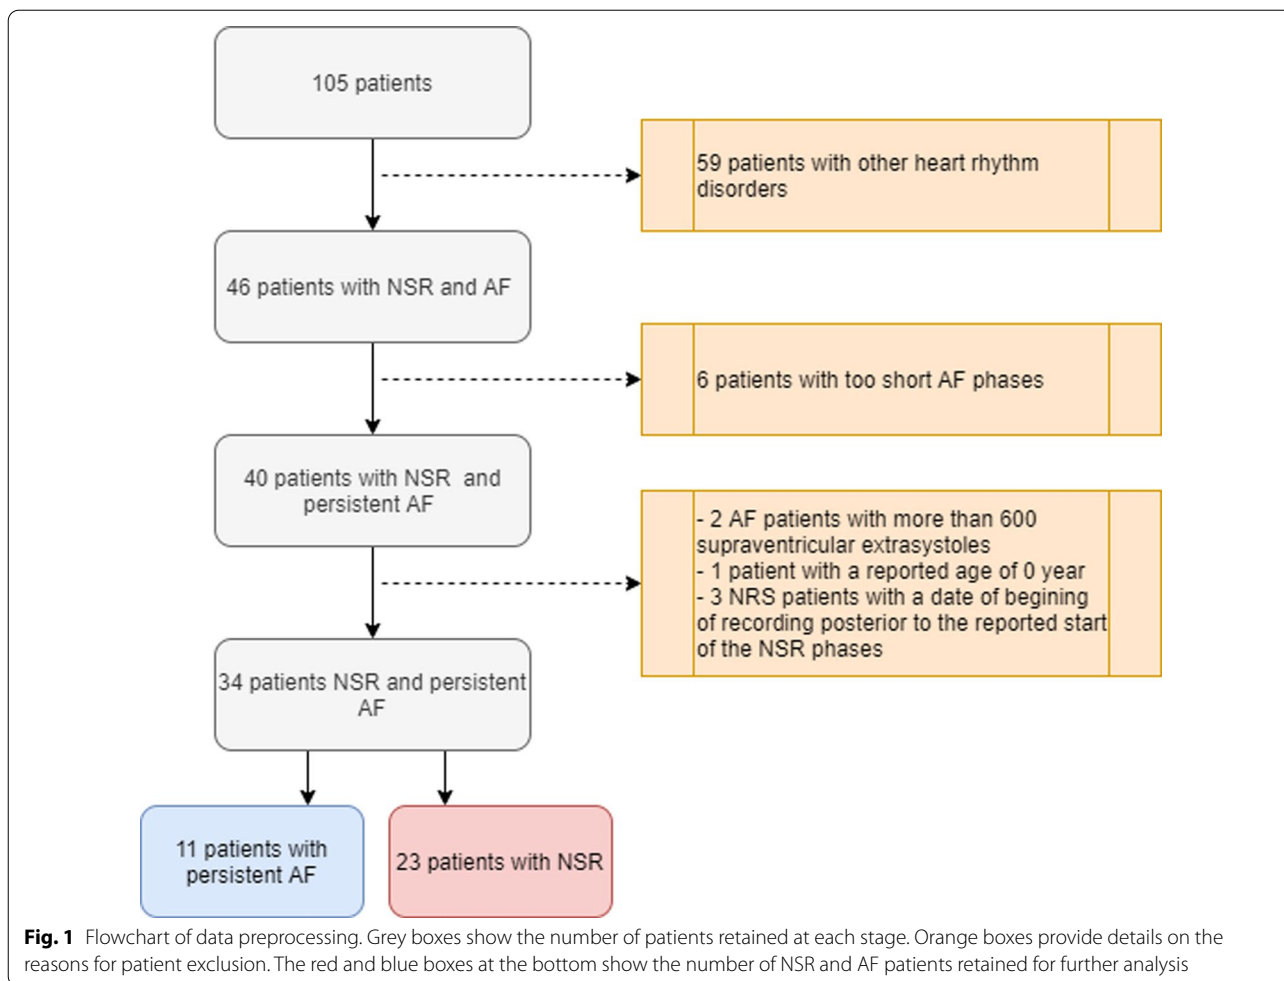 105 patients
59 patients with other heart rhythm
disorders
46 patients with NSR and AF
6 patients with too short AF phases
40 patients with NSR and
persistent AF
- 2 AF patients with more than 600
supraventricular extrasystoles
- 1 patient with a reported age of 0 year
- 3 NRS patients with a date of begining
of recording posterior to the reported start
of the NSR phases
34 patients NSR and persistent
AF
11 patients with
persistent AF
23 patients with NSR
Fig. 1 Flowchart of data preprocessing. Grey boxes show the number of patients retained at each stage. Orange boxes provide details on the
reasons for patient exclusion. The red and blue boxes at the bottom show the number of NSR and AF patients retained for further analysis